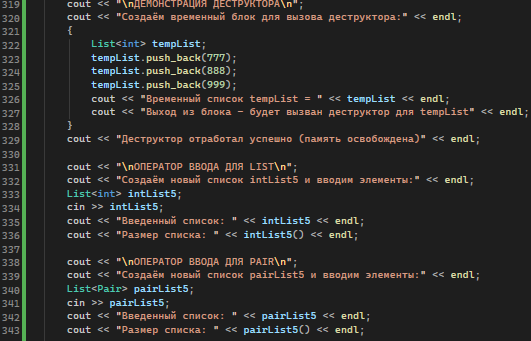 319 cout << "\nДЕМОНСТРАЦИЯ ДЕСТРУКТОРА\n";
320 cout << "Создаём временный блок для вызова деструктора:" << endl;
321 {
322 List<int> tempList;
323 tempList.push_back(777);
324 tempList.push_back(888);
325 tempList.push_back(999);
326 cout << "Временный список tempList = " << tempList << endl;
327 cout << "Выход из блока - будет вызван деструктор для tempList" << endl;
328 }
329 cout << "Деструктор отработал успешно (память освобождена)" << endl;
330
331 cout << "\nОПЕРАТОР ВВОДА ДЛЯ LIST\n";
332 cout << "Создаём новый список intList5 и вводим элементы:" << endl;
333 List<int> intList5;
334 cin >> intList5;
335 cout << "Введенный список: " << intList5 << endl;
336 cout << "Размер списка: " << intList5() << endl;
337
338 cout << "\nОПЕРАТОР ВВОДА ДЛЯ PAIR\n";
339 cout << "Создаём новый список pairList5 и вводим элементы:" << endl;
340 List<Pair> pairList5;
341 cin >> pairList5;
342 cout << "Введенный список: " << pairList5 << endl;
343 cout << "Размер списка: " << pairList5() << endl;